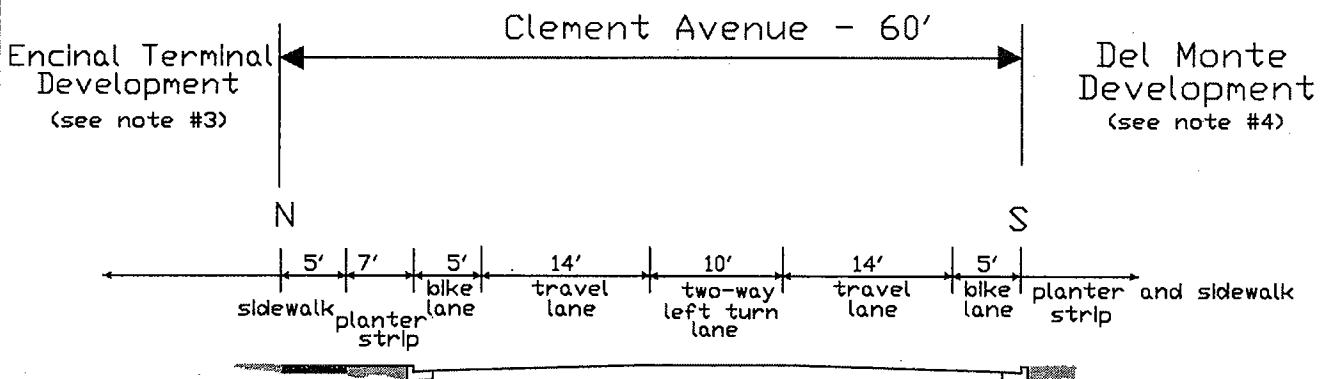 Clement Avenue - 60'
Encinal Terminal
Development
(see note #3)
Del Monte
Development
(see note #4)
N
S
5'
7'
5'
14'
10'
14'
5'
sidewalk
planter
strip
bike
lane
travel
lane
two-way
left turn
lane
travel
lane
bike
lane
planter and sidewalk
strip